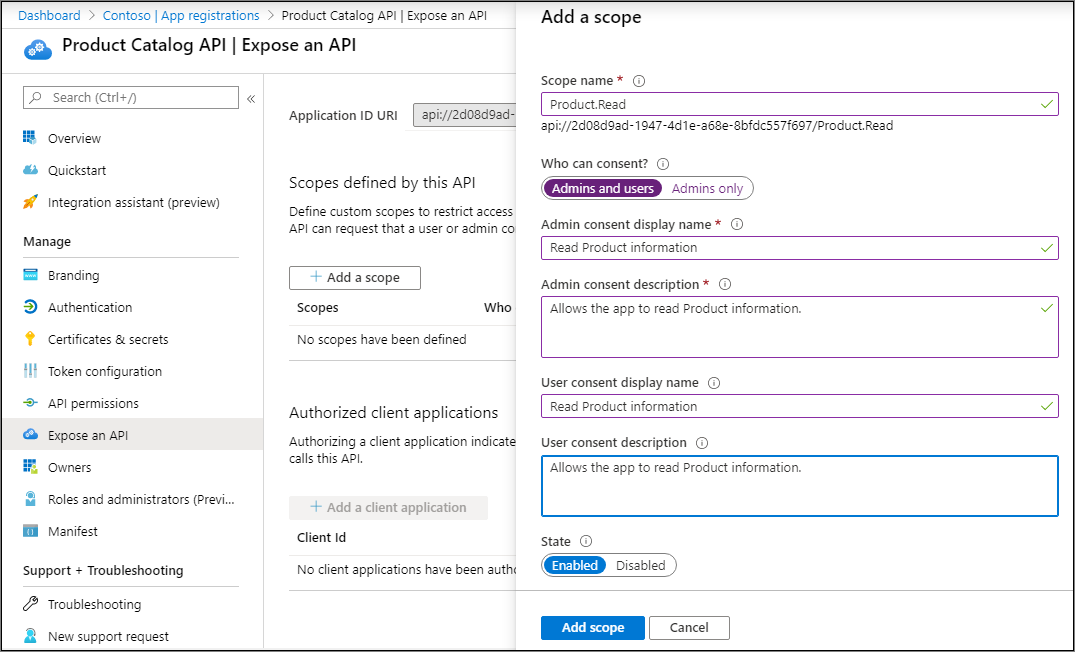 Dashboard > Contoso | App registrations > Product Catalog API | Expose an API
Product Catalog API | Expose an API
Search (Ctrl+/)
«
Overview
Quickstart
Integration assistant (preview)
Manage
Branding
Authentication
Certificates & secrets
Token configuration
API permissions
Expose an API
Owners
Roles and administrators (Previ...
Manifest
Support + Troubleshooting
Troubleshooting
New support request
Application ID URI
api://2d08d9ad-
Scopes defined by this API
Define custom scopes to restrict access
API can request that a user or admin co
+ Add a scope
Scopes Who
No scopes have been defined
Authorized client applications
Authorizing a client application indicate
calls this API.
+ Add a client application
Client Id
No client applications have been autho
Add a scope
Scope name *
Product.Read
api://2d08d9ad-1947-4d1e-a68e-8bfdc557f697/Product.Read
Who can consent?
Admins and users Admins only
Admin consent display name *
Read Product information
Admin consent description *
Allows the app to read Product information.
User consent display name
Read Product information
User consent description
Allows the app to read Product information.
State
Enabled Disabled
Add scope Cancel